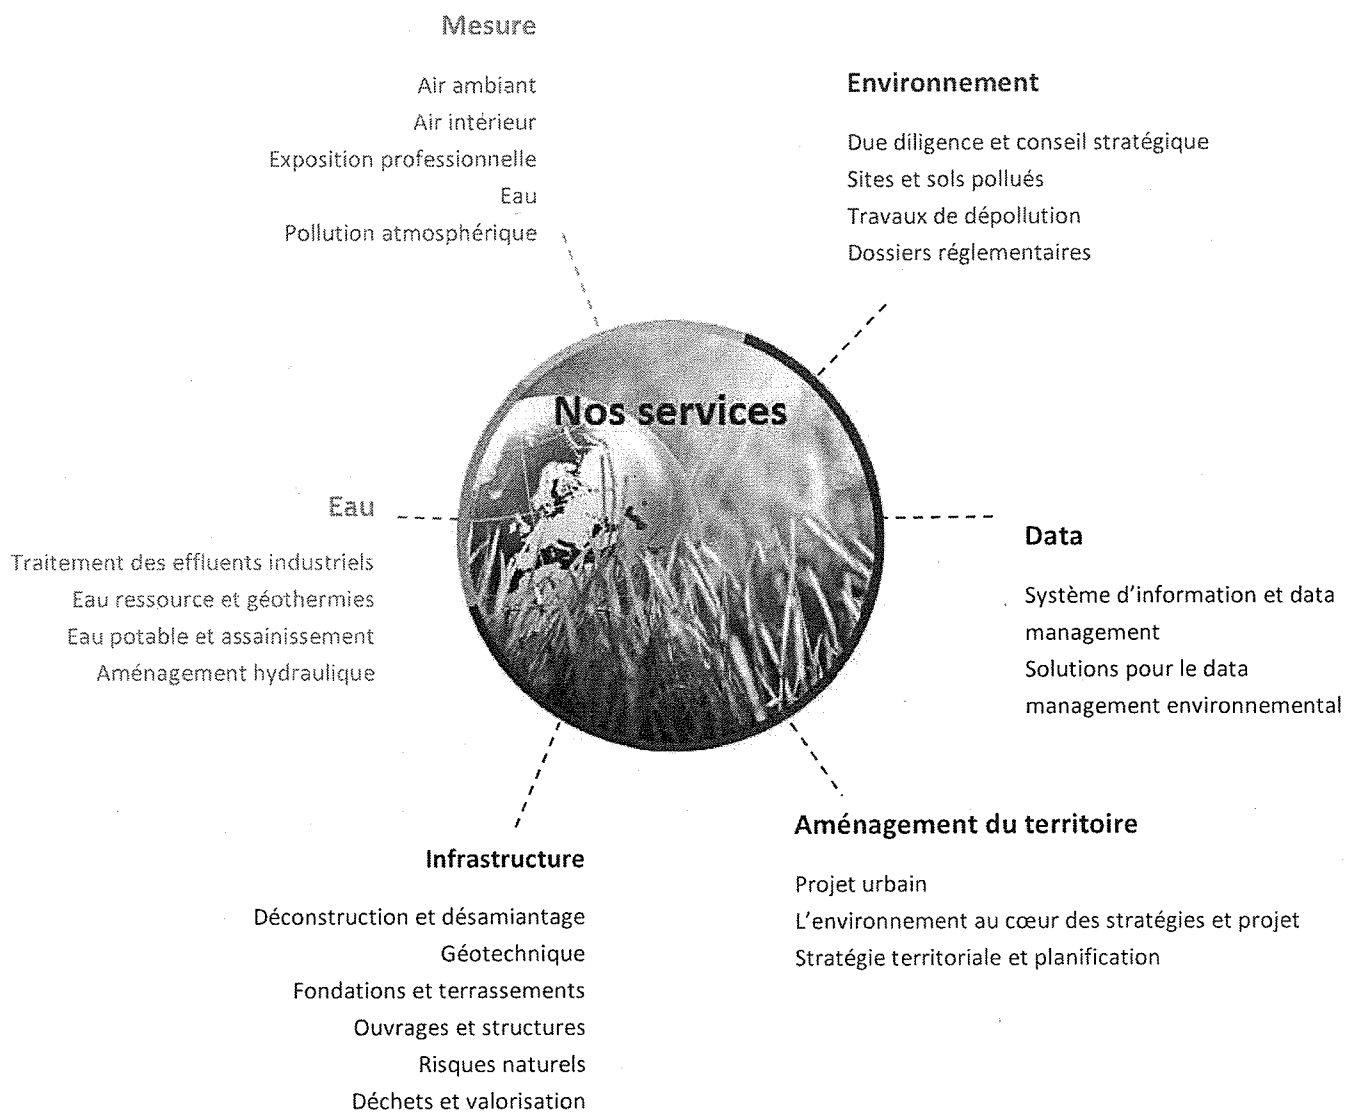 Mesure
Air ambiant
Air intérieur
Exposition professionnelle
Eau
Pollution atmosphérique
Environnement
Due diligence et conseil stratégique
Sites et sols pollués
Travaux de dépollution
Dossiers réglementaires
Nos services
Eau
Traitement des effluents industriels
Eau ressource et géothermies
Eau potable et assainissement
Aménagement hydraulique
Data
Système d'information et data
management
Solutions pour le data
management environnemental
Infrastructure
Déconstruction et désamiantage
Géotechnique
Fondations et terrassements
Ouvrages et structures
Risques naturels
Déchets et valorisation
Aménagement du territoire
Projet urbain
L'environnement au cœur des stratégies et projet
Stratégie territoriale et planification